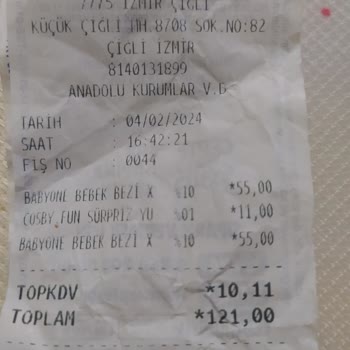 7775 İZMİR ÇİĞLİ
KÜÇÜK ÇİĞLİ MH.8708 SOK.NO:82
ÇİĞLİ İZMİR
8140131899
ANADOLU KURUMLAR V.D
TARİH : 04/02/2024
SAAT : 16:42:21
FİŞ NO : 0044
BABYONE BEBEK BEZİ X %10 *55,00
COSBY FUN SÜRPRİZ YU %01 *11,00
BABYONE BEBEK BEZİ X %10 *55,00
TOPKDV *10,11
TOPLAM *121,00